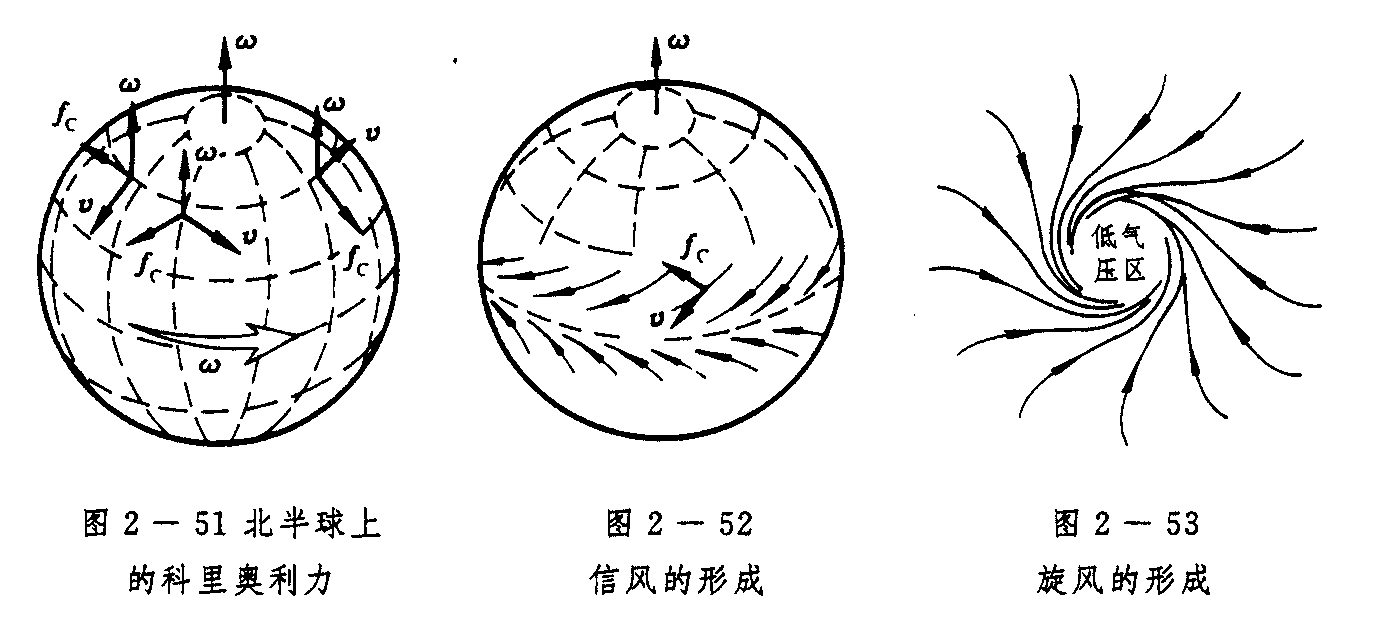 ω
ω
f_C
v
ω
v
ω
f_C
v
f_C
ω
ω
f_C
v
低气
压区
图 2 — 51 北半球上
的科里奥利力
图 2 — 52
信风的形成
图 2 — 53
旋风的形成